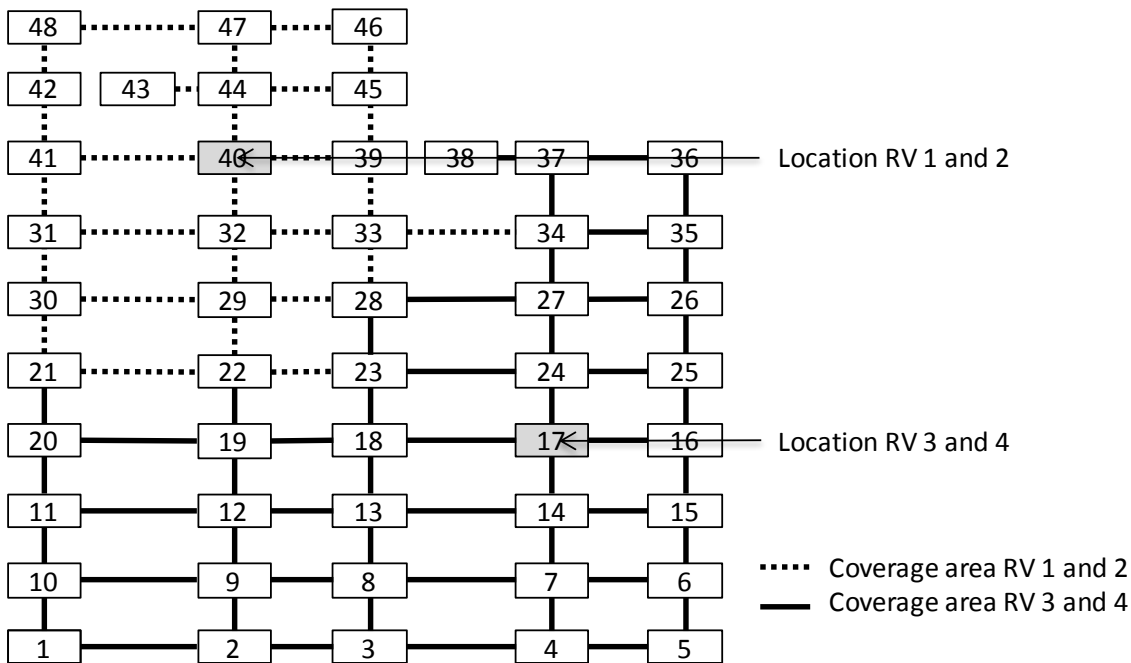 48 47 46
42 43 44 45
41 40 39 38 37 36 Location RV 1 and 2
31 32 33 34 35
30 29 28 27 26
21 22 23 24 25
20 19 18 17 16 Location RV 3 and 4
11 12 13 14 15
10 9 8 7 6
Coverage area RV 1 and 2
Coverage area RV 3 and 4
1 2 3 4 5